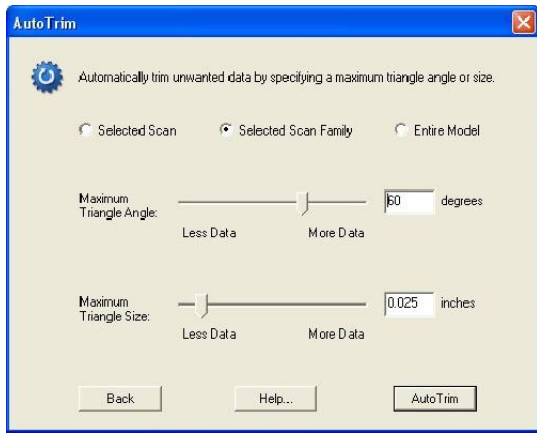 AutoTrim
Automatically trim unwanted data by specifying a maximum triangle angle or size.
Selected Scan Selected Scan Family Entire Model
Maximum
Triangle Angle:
60 degrees
Less Data More Data
Maximum
Triangle Size:
0.025 inches
Less Data More Data
Back Help... AutoTrim